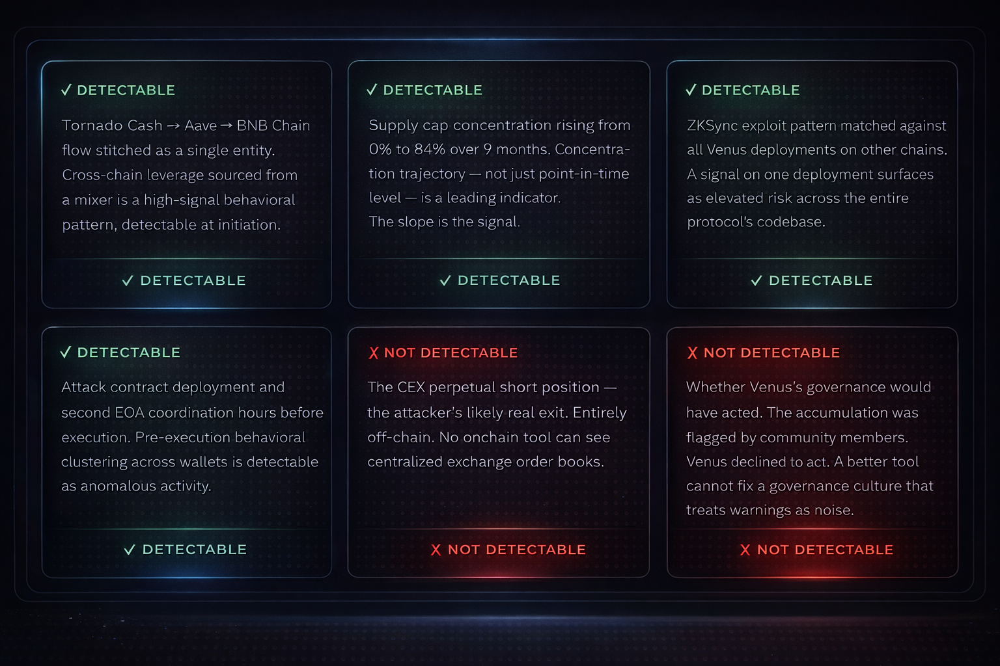 ✓ DETECTABLE
Tornado Cash → Aave → BNB Chain
flow stitched as a single entity.
Cross-chain leverage sourced from
a mixer is a high-signal behavioral
pattern, detectable at initiation.
✓ DETECTABLE
✓ DETECTABLE
Supply cap concentration rising from
0% to 84% over 9 months. Concentra-
tion trajectory — not just point-in-time
level — is a leading indicator.
The slope is the signal.
✓ DETECTABLE
✓ DETECTABLE
ZKSync exploit pattern matched against
all Venus deployments on other chains.
A signal on one deployment surfaces
as elevated risk across the entire
protocol's codebase.
✓ DETECTABLE
✓ DETECTABLE
Attack contract deployment and
second EOA coordination hours before
execution. Pre-execution behavioral
clustering across wallets is detectable
as anomalous activity.
✓ DETECTABLE
X NOT DETECTABLE
The CEX perpetual short position —
the attacker's likely real exit. Entirely
off-chain. No onchain tool can see
centralized exchange order books.
X NOT DETECTABLE
X NOT DETECTABLE
Whether Venus's governance would
have acted. The accumulation was
flagged by community members.
Venus declined to act. A better tool
cannot fix a governance culture that
treats warnings as noise.
X NOT DETECTABLE